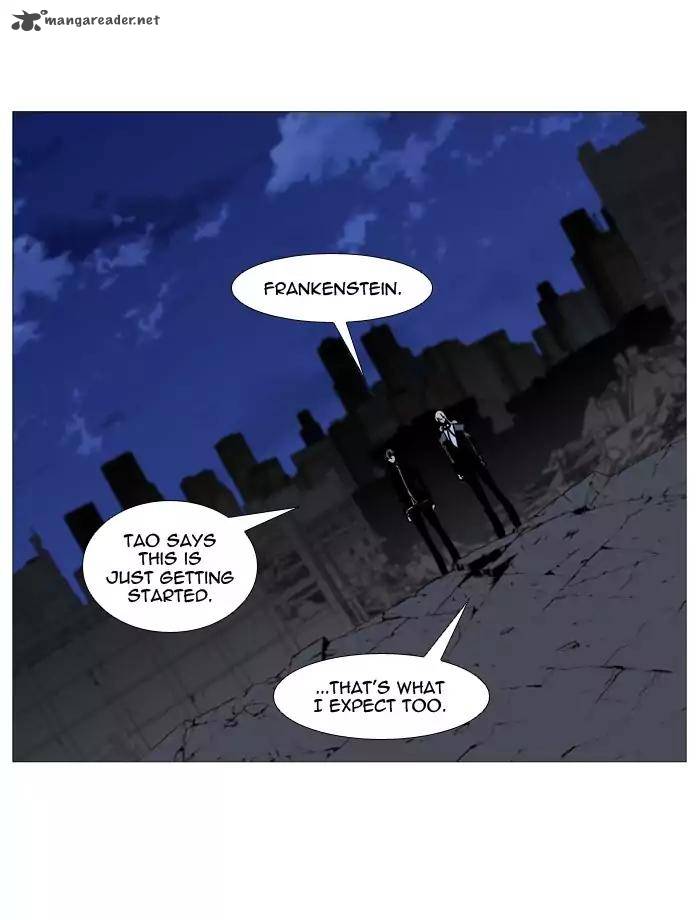 mangareader.net
FRANKENSTEIN.
TAO SAYS
THIS IS
JUST GETTING
STARTED.
...THAT'S WHAT
I EXPECT TOO.